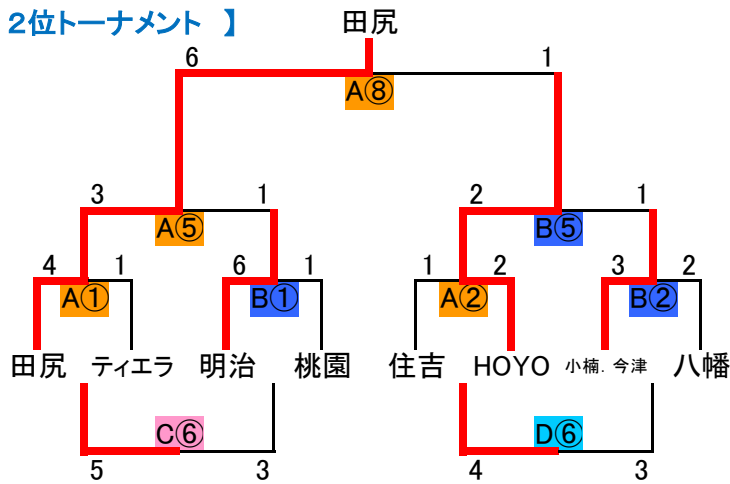 ２位トーナメント 】
田尻
6 1
A⑧
3 1 2 1
A⑤ B⑤
4 1 6 1 1 2 3 2
A① B① A② B②
田尻 ティエラ 明治 桃園 住吉 HOYO 小楠．今津 八幡
C⑥ D⑥
5 3 4 3